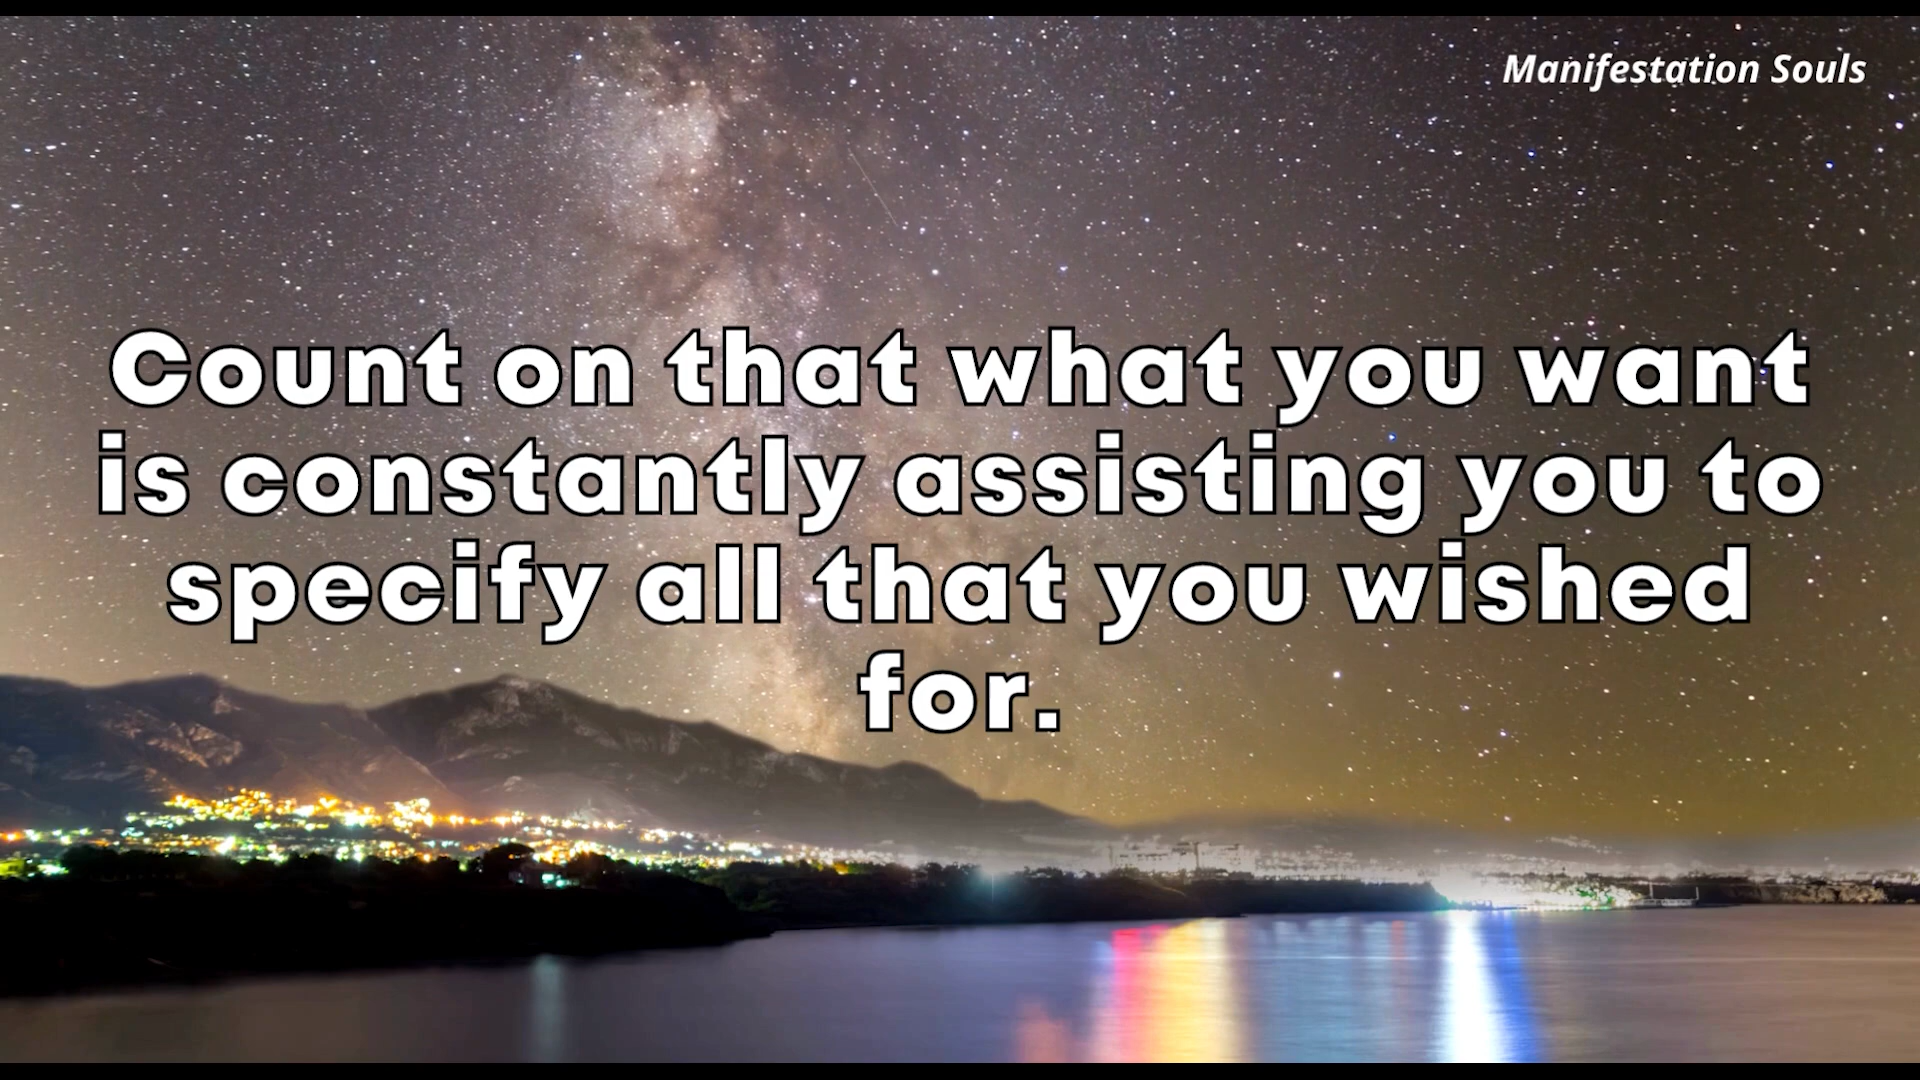 Manifestation Souls
Count on that what you want
is constantly assisting you to
specify all that you wished
for.